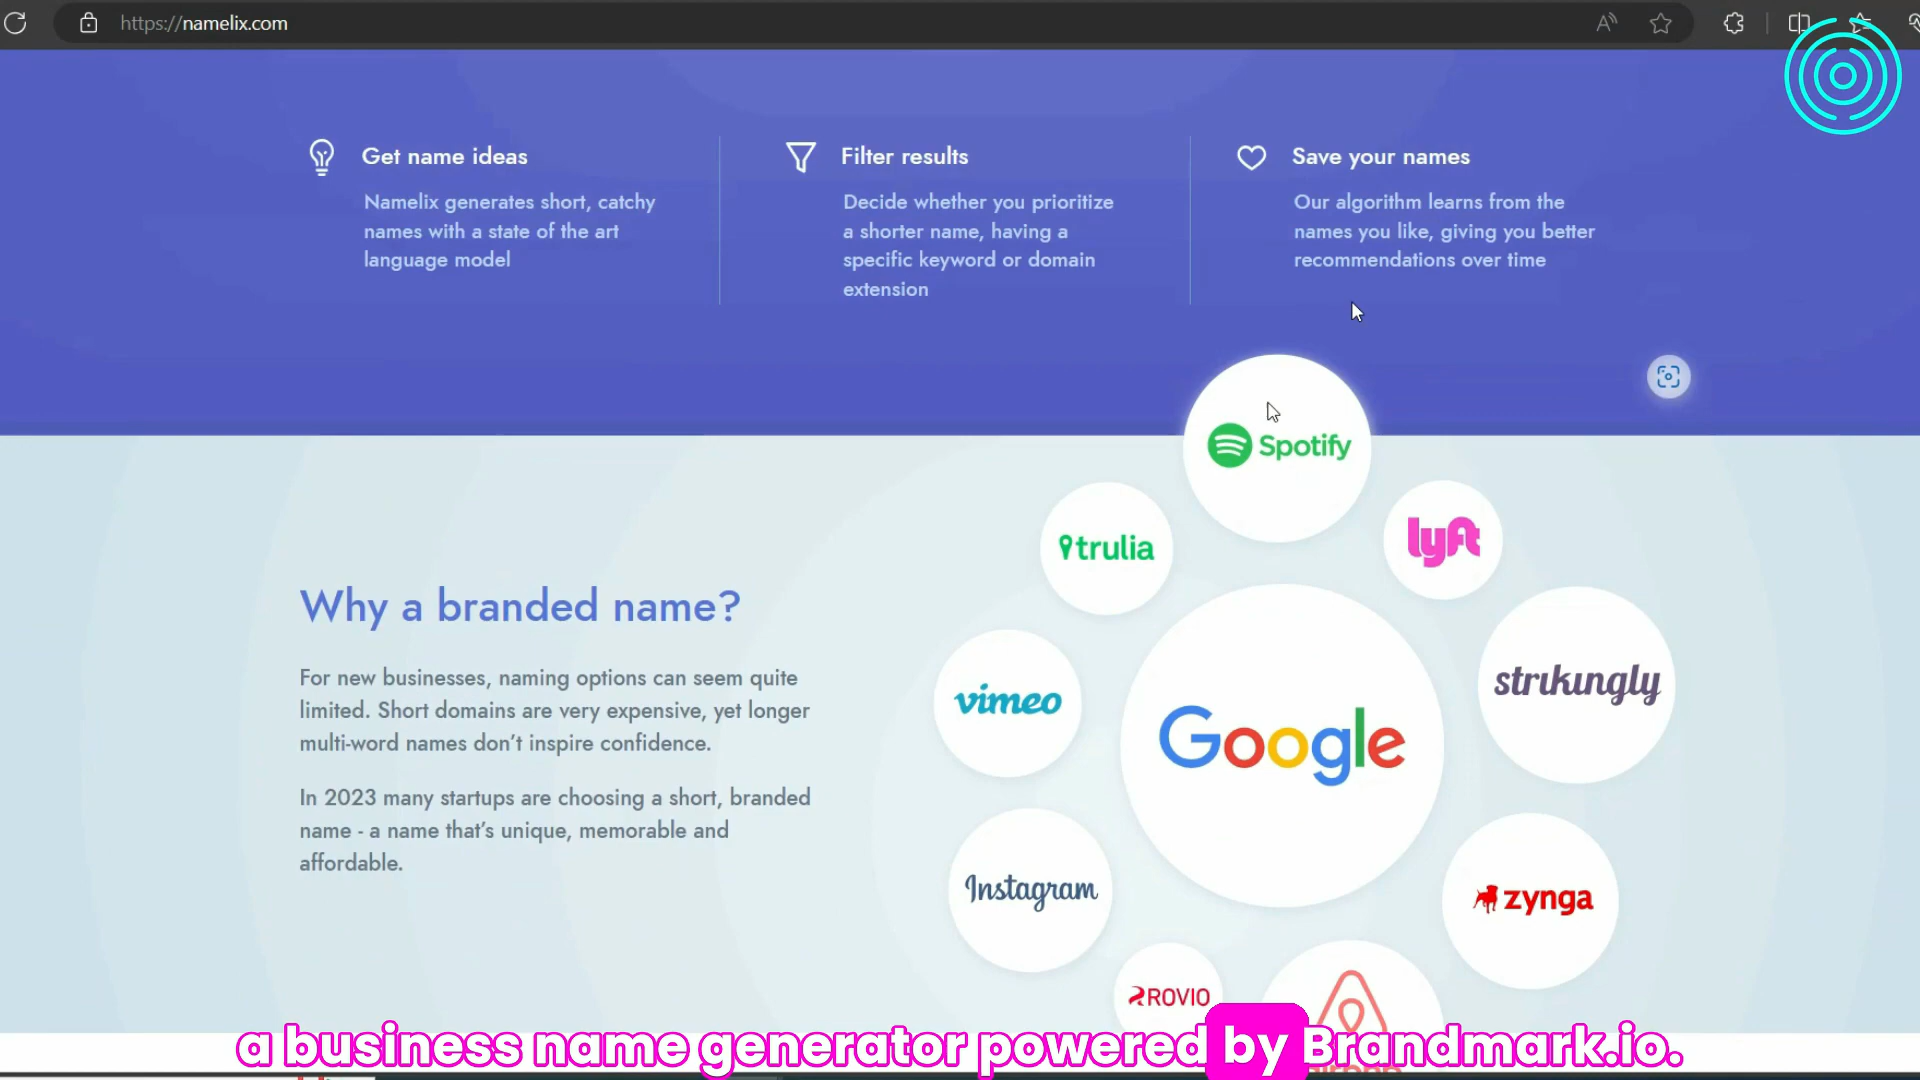 https://namelix.com
Get name ideas
Namelix generates short, catchy
names with a state of the art
language model
Filter results
Decide whether you prioritize
a shorter name, having a
specific keyword or domain
extension
Save your names
Our algorithm learns from the
names you like, giving you better
recommendations over time
Spotify
trulia
lyft
Why a branded name?
For new businesses, naming options can seem quite
limited. Short domains are very expensive, yet longer
multi-word names don't inspire confidence.
In 2023 many startups are choosing a short, branded
name - a name that's unique, memorable and
affordable.
vimeo
Google
strikingly
Instagram
zynga
ROVIO
a business name generator powered by Brandmark.io.